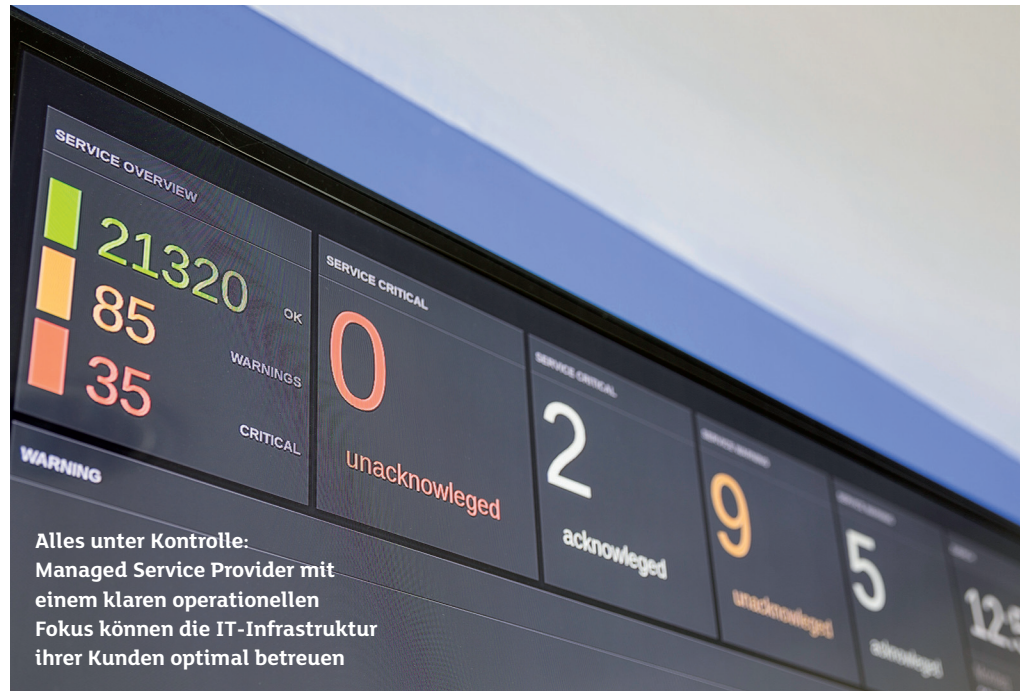 SERVICE OVERVIEW
21320 OK
85 WARNINGS
35 CRITICAL
SERVICE CRITICAL
0
unacknowleged
SERVICE CRITICAL
2
acknowleged
SERVICE WARNING
9
unacknowleged
5
acknowleged
WARNING
Alles unter Kontrolle:
Managed Service Provider mit
einem klaren operationellen
Fokus können die IT-Infrastruktur
ihrer Kunden optimal betreuen